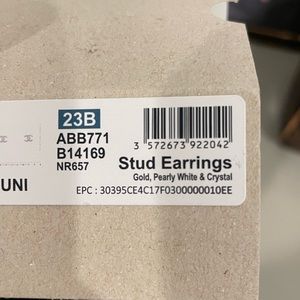 23B
ABB771
B14169
NR657
3 572673 922042
Stud Earrings
Gold, Pearly White & Crystal
UNI
EPC : 30395CE4C17F0300000010EE